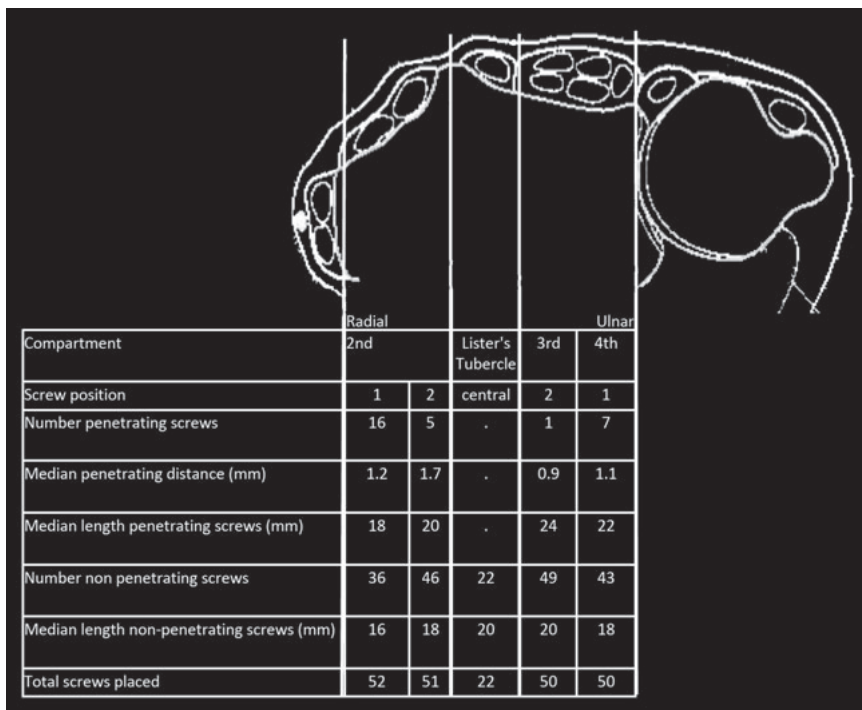 Radial Ulnar
Compartment 2nd Lister's Tubercle 3rd 4th
Screw position 1 2 central 2 1
Number penetrating screws 16 5 . 1 7
Median penetrating distance (mm) 1.2 1.7 . 0.9 1.1
Median length penetrating screws (mm) 18 20 . 24 22
Number non penetrating screws 36 46 22 49 43
Median length non-penetrating screws (mm) 16 18 20 20 18
Total screws placed 52 51 22 50 50